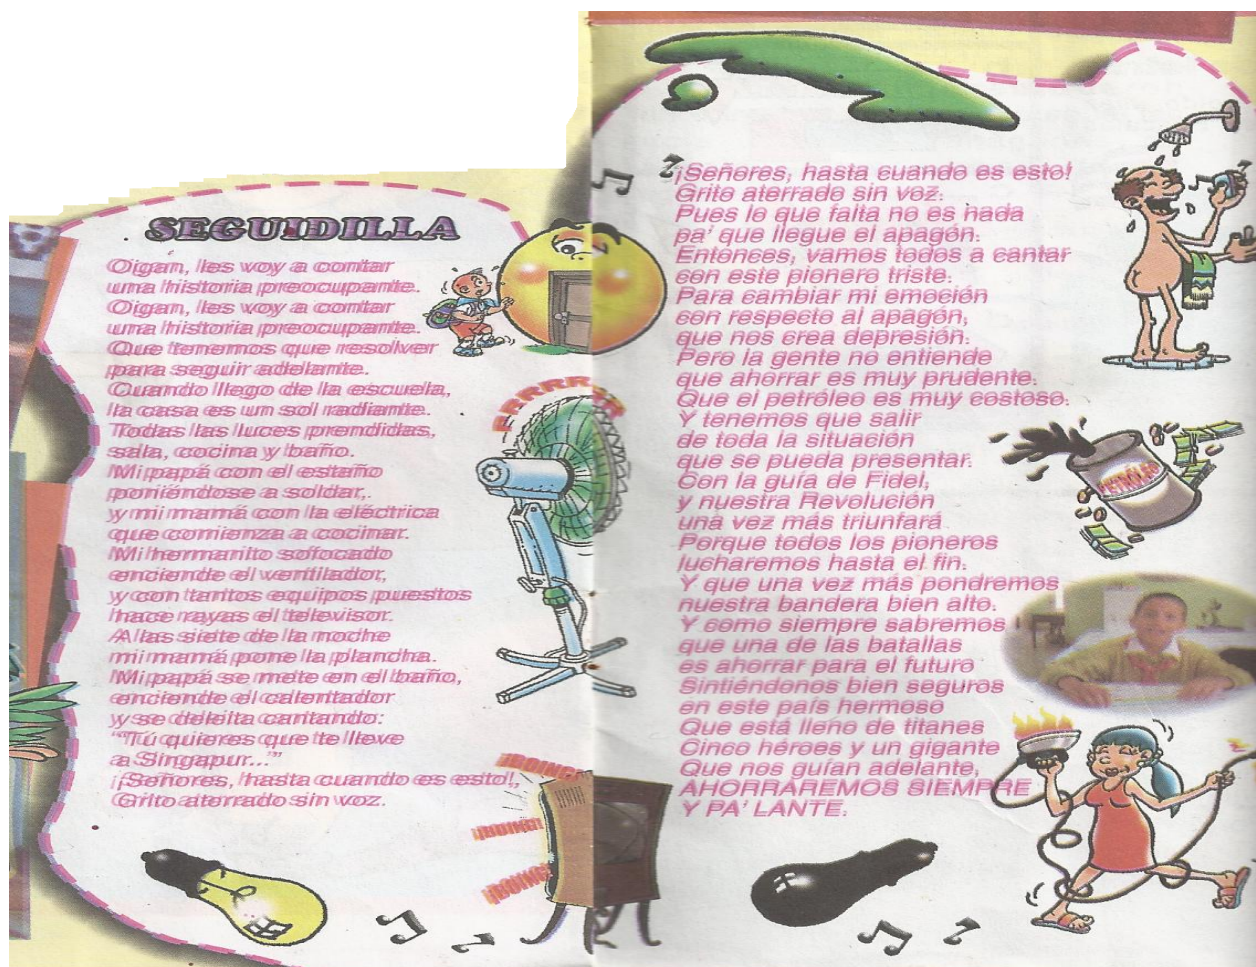 SEGUIDILLA
Oigan, les voy a contar
una historia preocupante.
Oigan, les voy a contar
una historia preocupante.
Que tenemos que resolver
para seguir adelante.
Cuando llego de la escuela,
la casa es un sol radiante.
Todas las luces prendidas,
sala, cocina y baño.
Mi papá con el estaño
poniéndose a soldar,
y mi mamá con la eléctrica
que comienza a cocinar.
Mi hermanito sofocado
enciende el ventilador,
y con tantos equipos puestos
hace rayas el televisor.
A las siete de la noche
mi mamá pone la plancha.
Mi papá se mete en el baño,
enciende el calentador
y se deleita cantando:
"Tú quieres que te lleve
a Singapur..."
¡Señores, hasta cuando es esto!,
Grito aterrado sin voz.
RRRRRR
¡BOING!
¡BOING!
¡BOING!
¡Señores, hasta cuando es esto!
Grito aterrado sin voz.
Pues lo que falta no es nada
pa' que llegue el apagón.
Entonces, vamos todos a cantar
con este pionero triste.
Para cambiar mi emoción
con respecto al apagón,
que nos crea depresión.
Pero la gente no entiende
que ahorrar es muy prudente.
Que el petróleo es muy costoso.
Y tenemos que salir
de toda la situación
que se pueda presentar.
Con la guía de Fidel,
y nuestra Revolución
una vez más triunfará
Porque todos los pioneros
lucharemos hasta el fin.
Y que una vez más pondremos
nuestra bandera bien alto.
Y como siempre sabremos
que una de las batallas
es ahorrar para el futuro
Sintiéndonos bien seguros
en este país hermoso
Que está lleno de titanes
Cinco héroes y un gigante
Que nos guían adelante,
AHORRAREMOS SIEMPRE
Y PA' LANTE.
PETRÓLEO